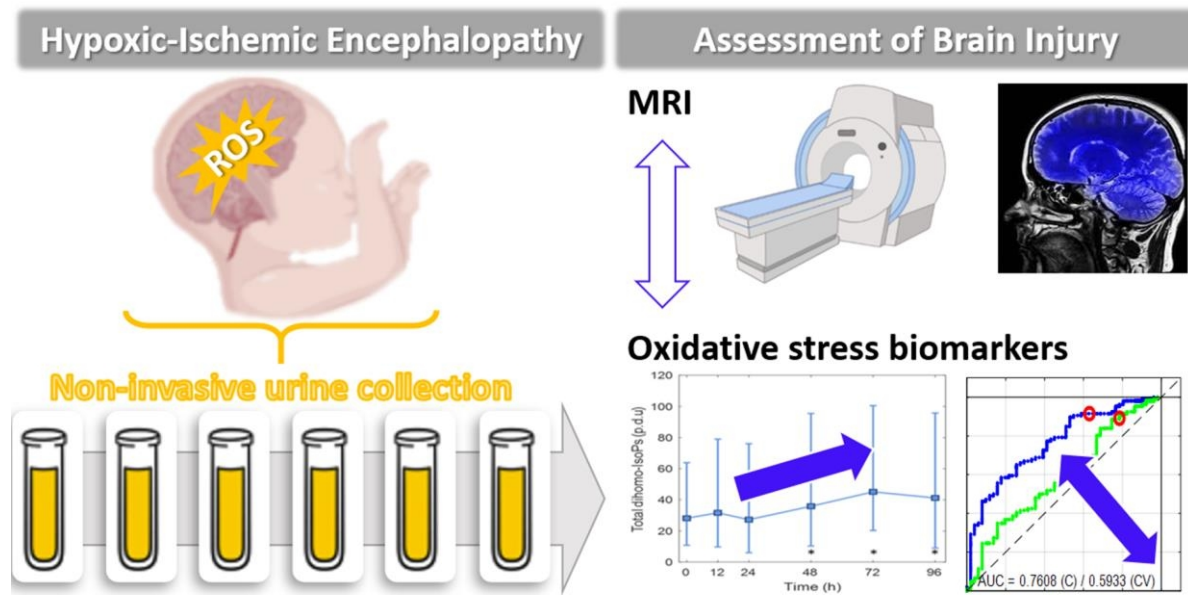 Hypoxic-Ischemic Encephalopathy
ROS
Non-invasive urine collection
Assessment of Brain Injury
MRI
Oxidative stress biomarkers
Total dihomo-IsoPs (p.d.u)
120
100
80
60
40
20
0
* * *
0 12 24 48 72 96
Time (h)
AUC = 0.7608 (C) / 0.5933 (CV)